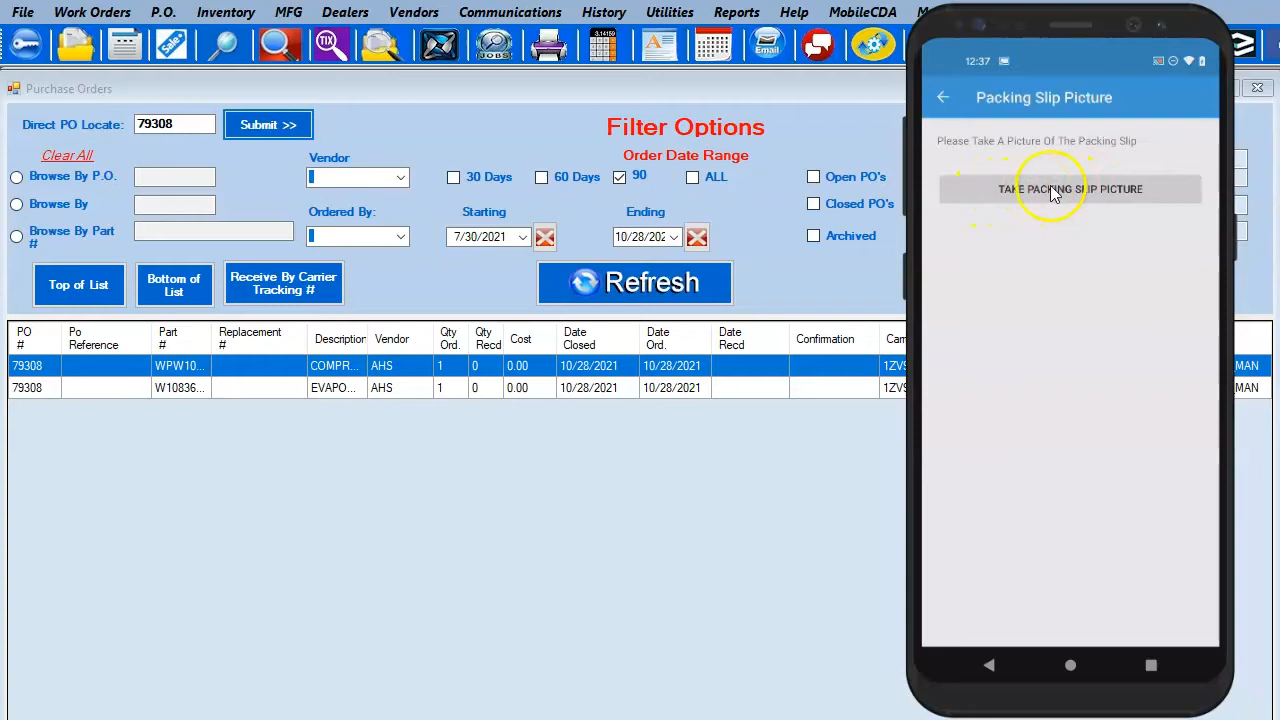 File Work Orders P.O. Inventory MFG Dealers Vendors Communications History Utilities Reports Help MobileCDA
Sale
TIX
JOBS
3.14159
Email
Purchase Orders
Direct PO Locate: 79308 Submit >>
Clear All
Browse By P.O.
Browse By
Browse By Part
#
Vendor
Ordered By:
Filter Options
Order Date Range
30 Days 60 Days 90 ALL
Starting Ending
7/30/2021 10/28/202
Open PO's
Closed PO's
Archived
Top of List
Bottom of
List
Receive By Carrier
Tracking #
Refresh
PO
#
Po
Reference
Part
#
Replacement
#
Description
Vendor
Qty
Ord.
Qty
Recd
Cost
Date
Closed
Date
Ord.
Date
Recd
Confirmation
79308 WPW10... COMPR... AHS 1 0 0.00 10/28/2021 10/28/2021 MAN
79308 W10836... EVAPO... AHS 1 0 0.00 10/28/2021 10/28/2021 MAN
12:37
Packing Slip Picture
Please Take A Picture Of The Packing Slip
TAKE PACKING SLIP PICTURE